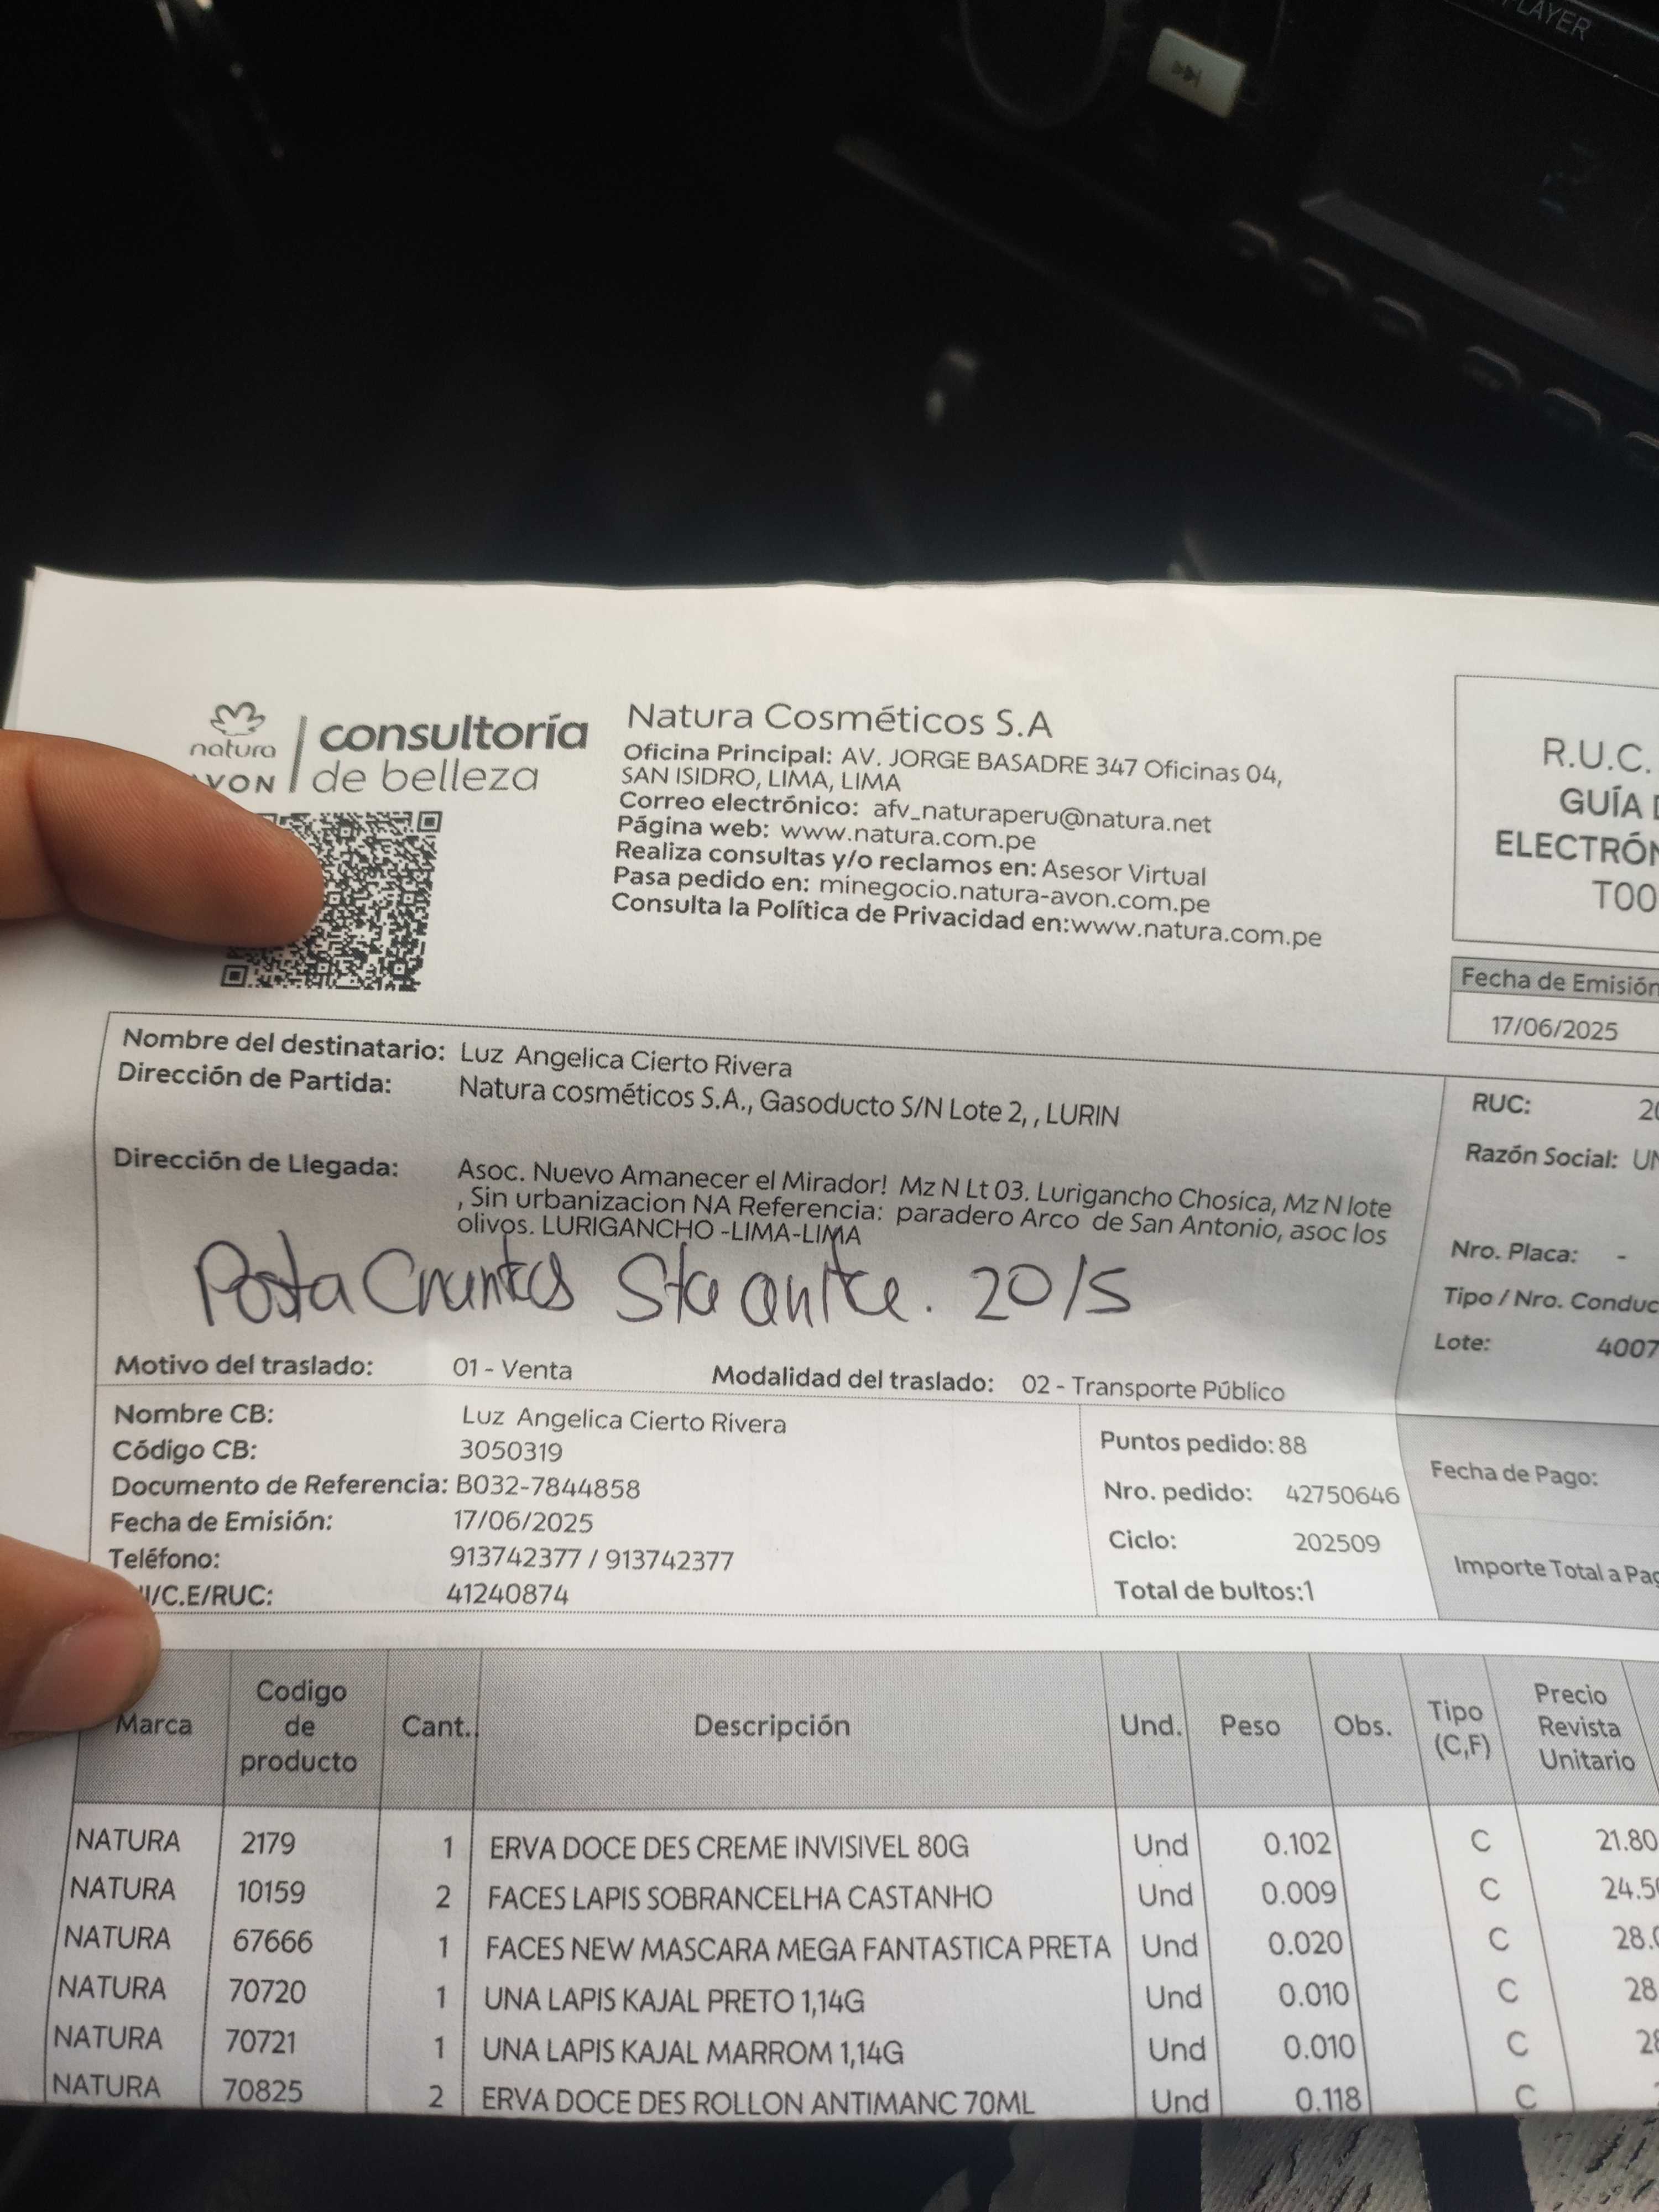 PLAYER
natura
AVON
consultoría
de belleza
Natura Cosméticos S.A
Oficina Principal: AV. JORGE BASADRE 347 Oficinas 04,
SAN ISIDRO, LIMA, LIMA
Correo electrónico: afv_naturaperu@natura.net
Página web: www.natura.com.pe
Realiza consultas y/o reclamos en: Asesor Virtual
Pasa pedido en: minegocio.natura-avon.com.pe
Consulta la Política de Privacidad en:www.natura.com.pe
R.U.C.
GUÍA
ELECTRÓN
T00
Fecha de Emisión
17/06/2025
Nombre del destinatario: Luz Angelica Cierto Rivera
Dirección de Partida: Natura cosméticos S.A., Gasoducto S/N Lote 2, , LURIN
Dirección de Llegada: Asoc. Nuevo Amanecer el Mirador! Mz N Lt 03. Lurigancho Chosica, Mz N lote
, Sin urbanizacion NA Referencia: paradero Arco de San Antonio, asoc los
olivos. LURIGANCHO -LIMA-LIMA
Posta Sta 20/5
RUC: 20
Razón Social: UN
Nro. Placa: -
Tipo / Nro. Conduc
Lote: 4007
Motivo del traslado: 01 - Venta Modalidad del traslado: 02 - Transporte Público
Nombre CB: Luz Angelica Cierto Rivera
Código CB: 3050319
Documento de Referencia: B032-7844858
Fecha de Emisión: 17/06/2025
Teléfono: 913742377 / 913742377
I/C.E/RUC: 41240874
Puntos pedido: 88
Nro. pedido: 42750646
Ciclo: 202509
Total de bultos:1
Fecha de Pago:
Importe Total a Pag
Marca Codigo de producto Cant. Descripción Und. Peso Obs. Tipo (C,F) Precio Revista Unitario
NATURA 2179 1 ERVA DOCE DES CREME INVISIVEL 80G Und 0.102 C 21.80
NATURA 10159 2 FACES LAPIS SOBRANCELHA CASTANHO Und 0.009 C 24.5
NATURA 67666 1 FACES NEW MASCARA MEGA FANTASTICA PRETA Und 0.020 C 28.
NATURA 70720 1 UNA LAPIS KAJAL PRETO 1,14G Und 0.010 C 28
NATURA 70721 1 UNA LAPIS KAJAL MARROM 1,14G Und 0.010 C 28
NATURA 70825 2 ERVA DOCE DES ROLLON ANTIMANC 70ML Und 0.118 C